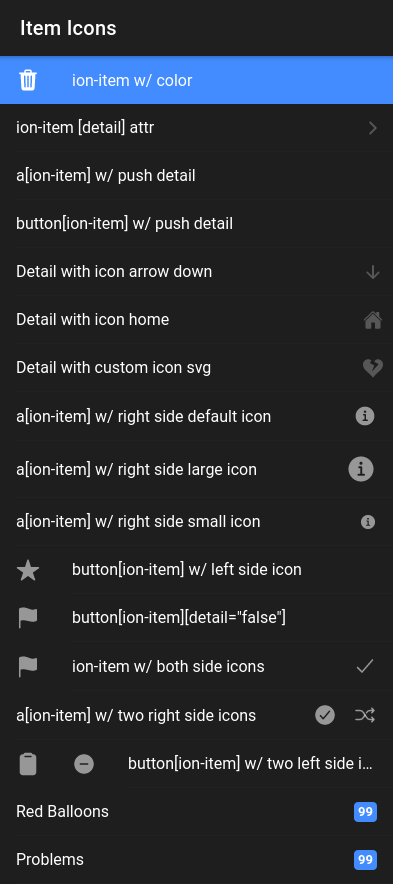 Item Icons
ion-item w/ color
ion-item [detail] attr
a[ion-item] w/ push detail
button[ion-item] w/ push detail
Detail with icon arrow down
Detail with icon home
Detail with custom icon svg
a[ion-item] w/ right side default icon
a[ion-item] w/ right side large icon
a[ion-item] w/ right side small icon
button[ion-item] w/ left side icon
button[ion-item][detail="false"]
ion-item w/ both side icons
a[ion-item] w/ two right side icons
button[ion-item] w/ two left side i...
Red Balloons 99
Problems 99